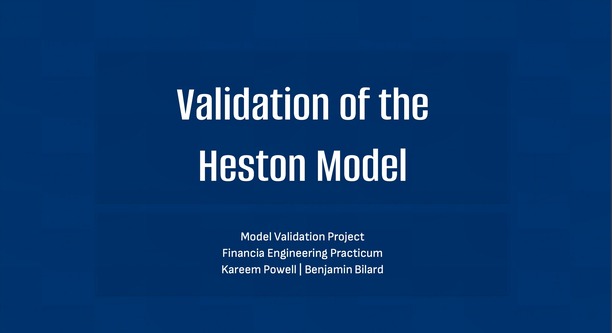 Validation of the
Heston Model
Model Validation Project
Financia Engineering Practicum
Kareem Powell | Benjamin Bilard